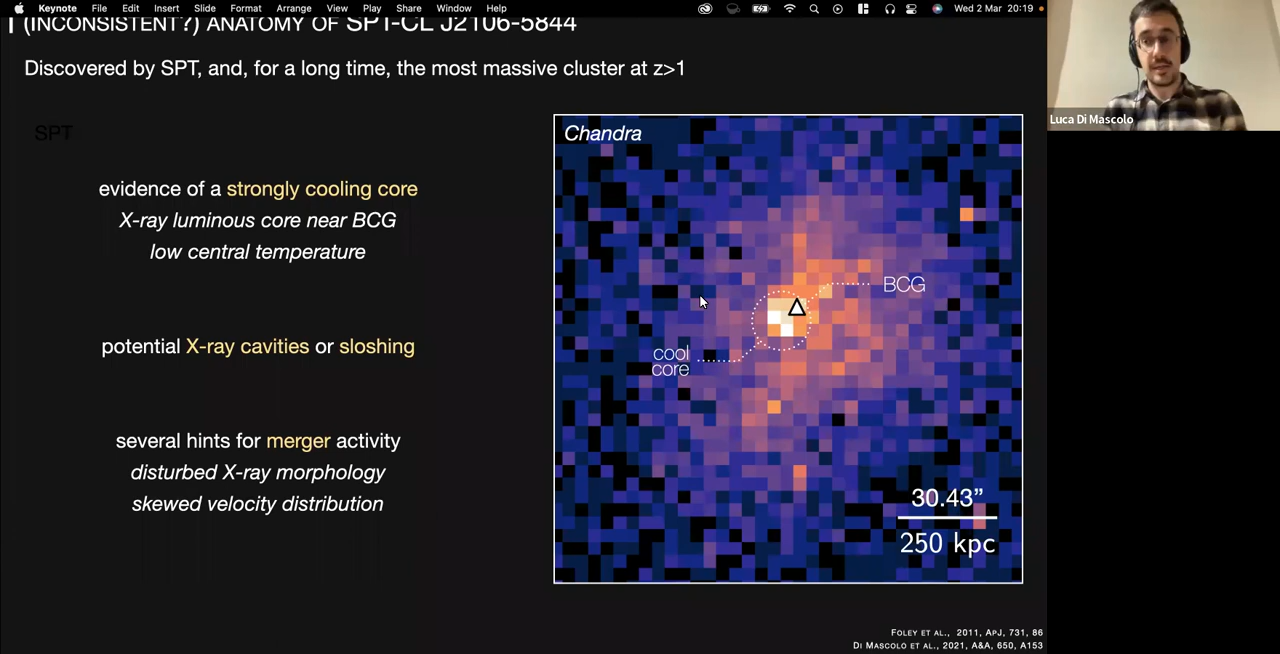 Keynote File Edit Insert Slide Format Arrange View Play Share Window Help Wed 2 Mar 20:19
(INCONSISTENT?) ANATOMY OF SPT-CL J2106-5844
Discovered by SPT, and, for a long time, the most massive cluster at z>1
SPT
evidence of a strongly cooling core
X-ray luminous core near BCG
low central temperature
potential X-ray cavities or sloshing
several hints for merger activity
disturbed X-ray morphology
skewed velocity distribution
Chandra
BCG
cool
core
30.43”
250 kpc
FOLEY ET AL., 2011, APJ, 731, 86
DI MASCOLO ET AL., 2021, A&A, 650, A153
Luca Di Mascolo